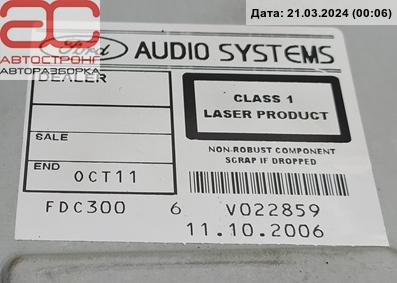 Дата: 21.03.2024 (00:06)
АС
АВТОСТРОНГ
АВТОРАЗБОРКА
Ford AUDIO SYSTEMS
DEALER
CLASS 1
LASER PRODUCT
SALE
NON-ROBUST COMPONENT
SCRAP IF DROPPED
END
OCT11
FDC300 6 V022859
11.10.2006